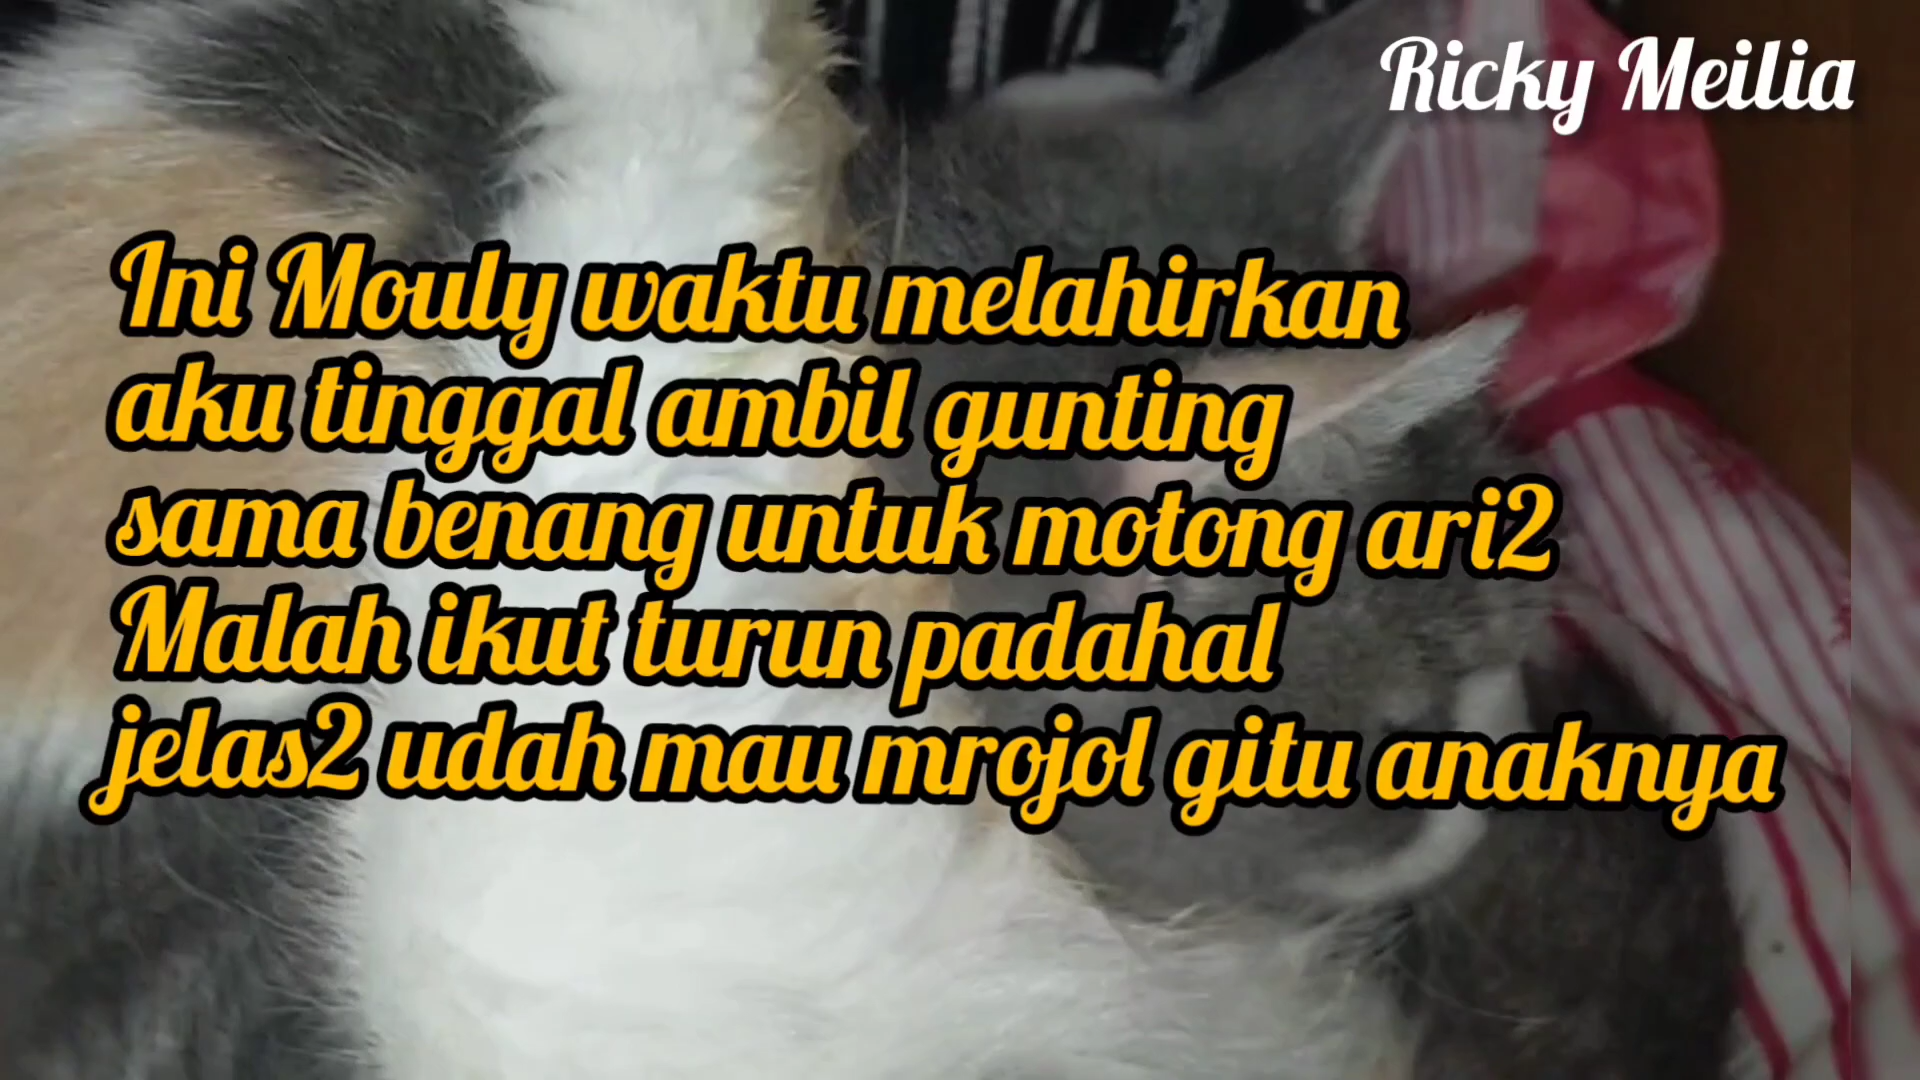 Ricky Meilia
Ini Mouly waktu melahirkan
aku tinggal ambil gunting
sama benang untuk motong ari2
Malah ikut turun padahal
jelas2 udah mau mrojol gitu anaknya